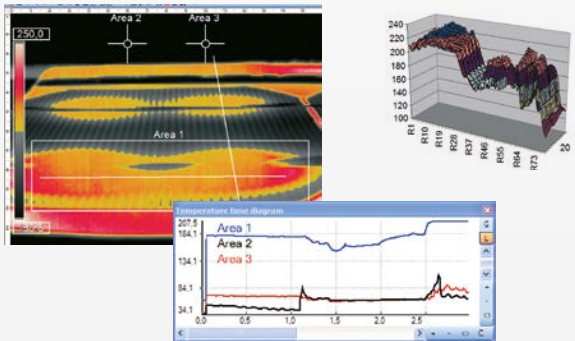 Area 2
Area 3
250,0
Area 1
240
220
200
180
160
140
120
100
R1
R10
R19
R28
R37
R46
R55
R64
R73
20
Temperature time diagram
207,5
184,1
134,1
84,1
34,1
Area 1
Area 2
Area 3
0,0
0,5
1,0
1,5
2,0
2,5
L